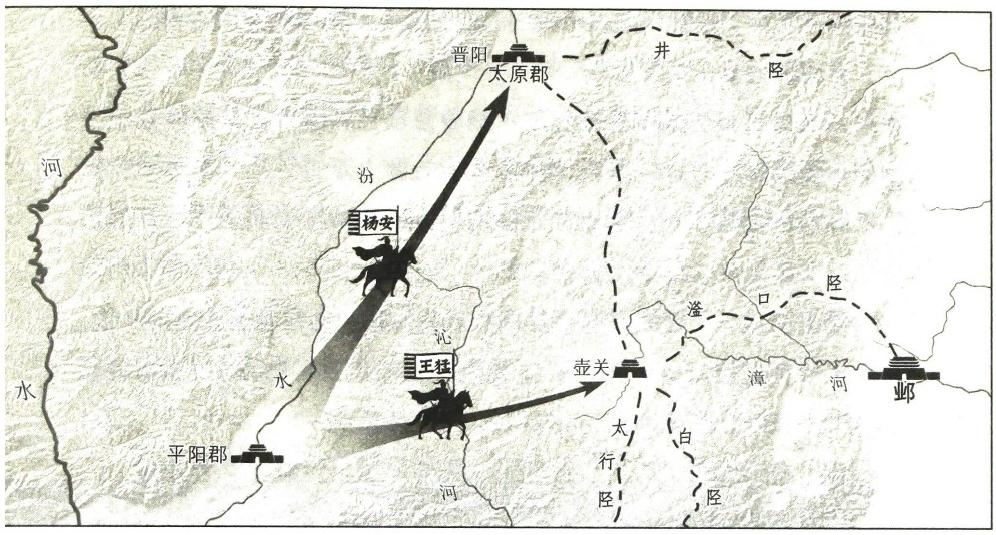 晋阳
太原郡
井陉
河水
汾水
杨安
滏口陉
沁河
王猛
壶关
漳河
邺
平阳郡
太行陉
白陉